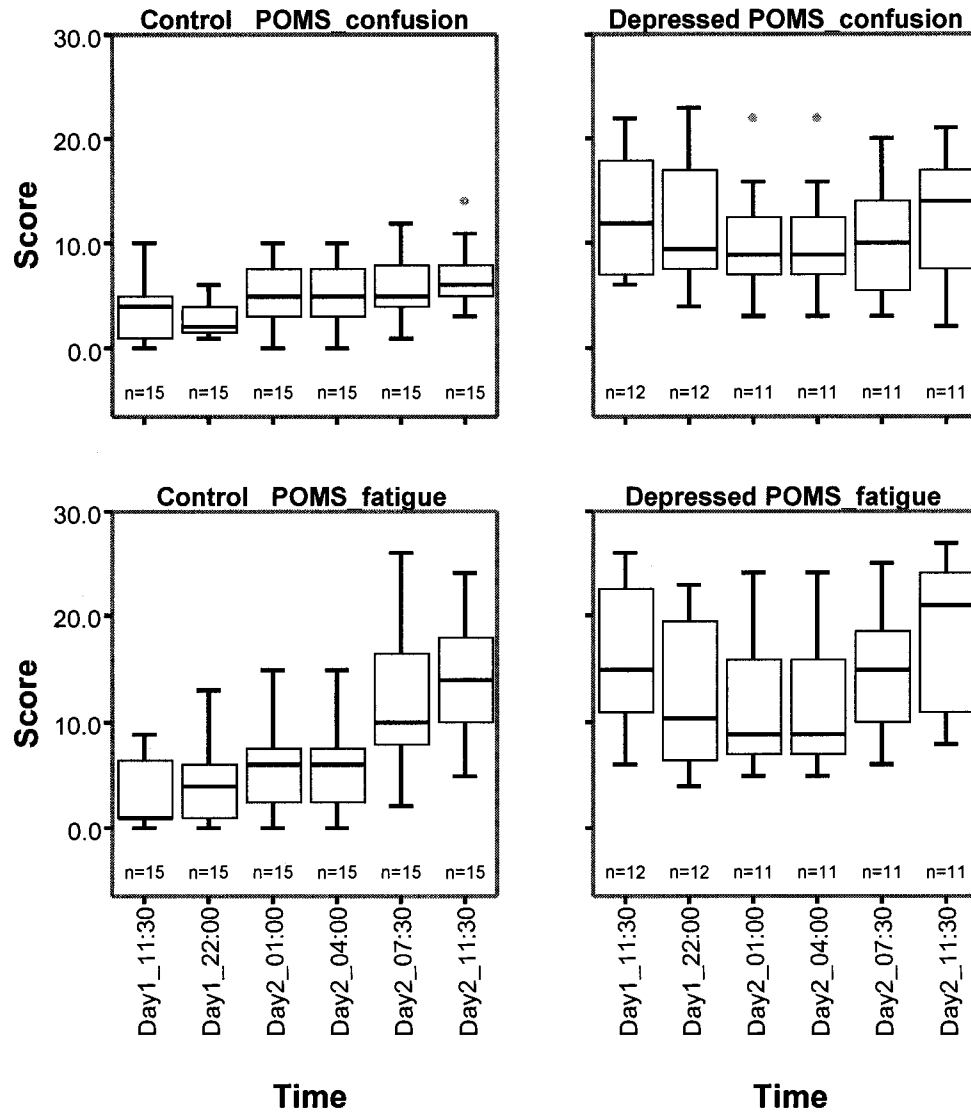 Control POMS_confusion
Depressed POMS_confusion
Score
30.0
20.0
10.0
0.0
n=15 n=15 n=15 n=15 n=15 n=15
n=12 n=12 n=11 n=11 n=11 n=11
Control POMS_fatigue
Depressed POMS_fatigue
Score
30.0
20.0
10.0
0.0
n=15 n=15 n=15 n=15 n=15 n=15
n=12 n=12 n=11 n=11 n=11 n=11
Day1_11:30
Day1_22:00
Day2_01:00
Day2_04:00
Day2_07:30
Day2_11:30
Day1_11:30
Day1_22:00
Day2_01:00
Day2_04:00
Day2_07:30
Day2_11:30
Time
Time